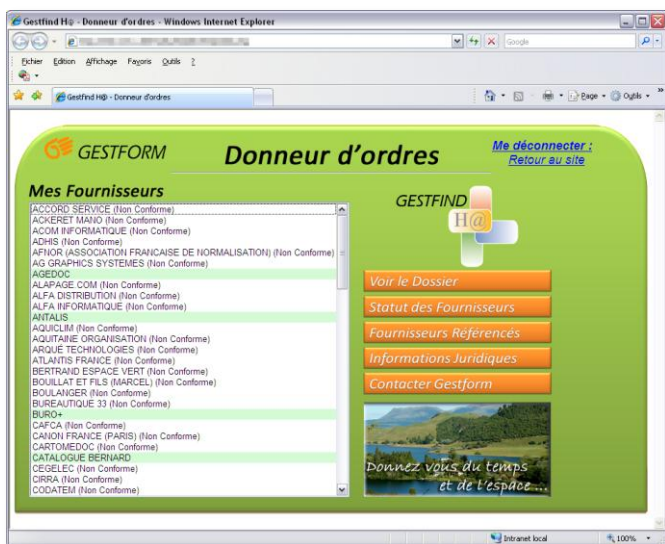 Gestfind H@ - Donneur d'ordres - Windows Internet Explorer
Google
Fichier Edition Affichage Favoris Outils ?
Gestfind H@ - Donneur d'ordres
Page Outils
GESTFORM
Donneur d'ordres
Me déconnecter :
Retour au site
Mes Fournisseurs
ACCORD SERVICE (Non Conforme)
ACKERET MANO (Non Conforme)
ACOM INFORMATIQUE (Non Conforme)
ADHIS (Non Conforme)
AFNOR (ASSOCIATION FRANCAISE DE NORMALISATION) (Non Conforme)
AG GRAPHICS SYSTEMES (Non Conforme)
AGEDOC
ALAPAGE.COM (Non Conforme)
ALFA DISTRIBUTION (Non Conforme)
ALFA INFORMATIQUE (Non Conforme)
ANTALIS
AQUICLIM (Non Conforme)
AQUITAINE ORGANISATION (Non Conforme)
ARQUÉ TECHNOLOGIES (Non Conforme)
ATLANTIS FRANCE (Non Conforme)
BERTRAND ESPACE VERT (Non Conforme)
BOUILLAT ET FILS (MARCEL) (Non Conforme)
BOULANGER (Non Conforme)
BUREAUTIQUE 33 (Non Conforme)
BURO+
CAFCA (Non Conforme)
CANON FRANCE (PARIS) (Non Conforme)
CARTOMEDOC (Non Conforme)
CATALOGUE BERNARD
CEGELEC (Non Conforme)
CIRRA (Non Conforme)
CODATEM (Non Conforme)
GESTFIND
H@
Voir le Dossier
Statut des Fournisseurs
Fournisseurs Référencés
Informations Juridiques
Contacter Gestform
Donnez vous du temps
et de l'espace ...
Intranet local
100%